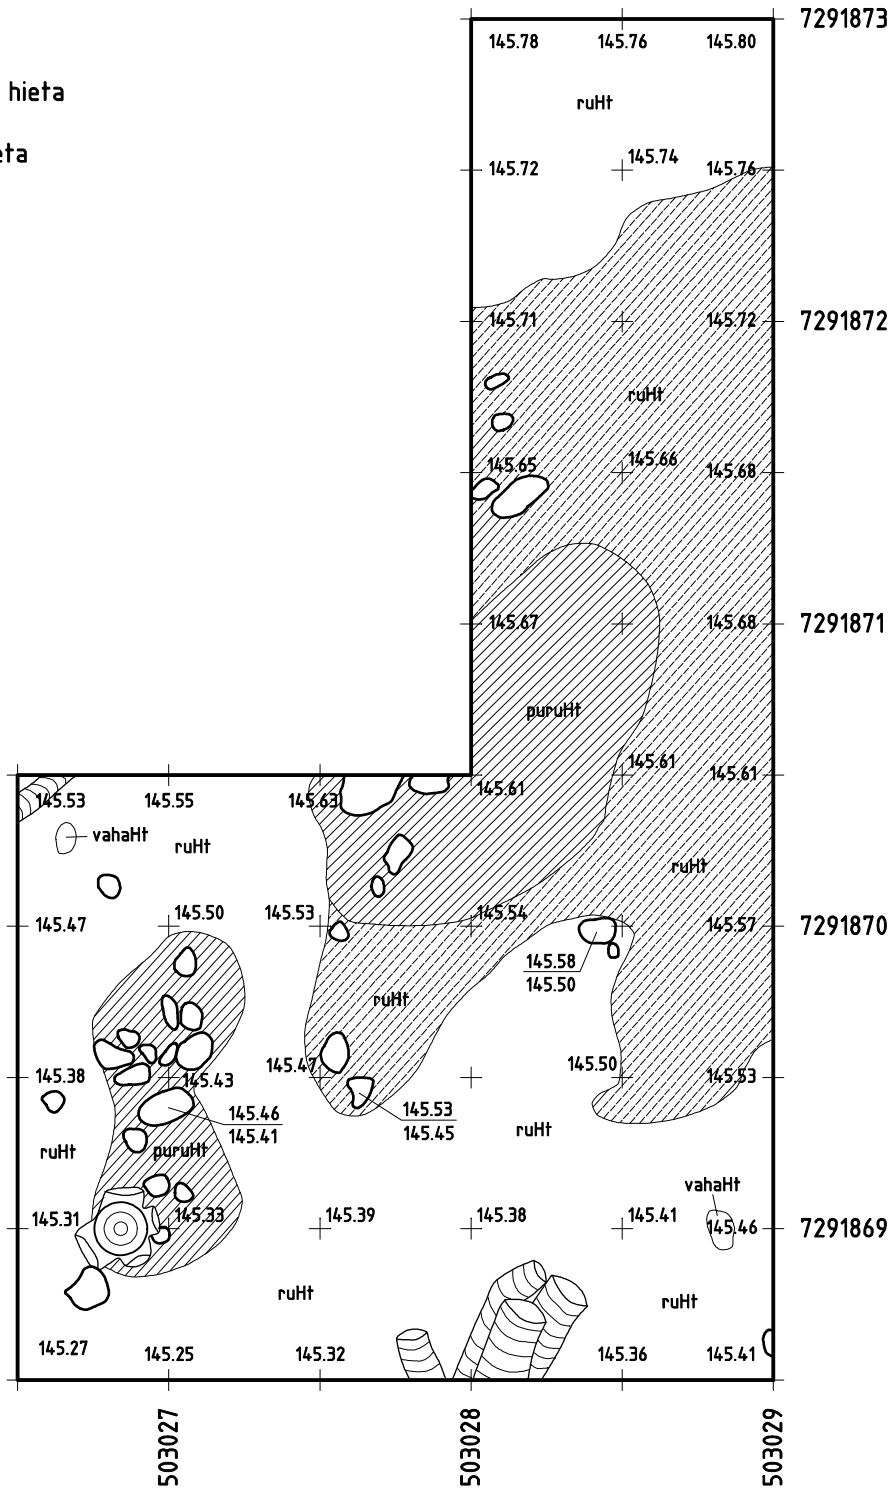 7291873
145.78 145.76 145.80
hieta
ruHt
eta
145.72 145.74 145.76
145.71 145.72 7291872
ruHt
145.65 145.66 145.68
145.67 145.68 7291871
puruHt
145.61 145.61
145.53 145.55 145.63 145.61
vahaHt ruHt
ruHt
145.47 145.50 145.53 145.54 145.57 7291870
145.58
145.50
ruHt
145.47 145.50
145.38 145.43 145.53
145.46 145.53
145.41 145.45
ruHt puruHt ruHt
vahaHt
145.31 145.33 145.39 145.38 145.41 145.46 7291869
ruHt ruHt
145.27 145.25 145.32 145.36 145.41
503027 503028 503029